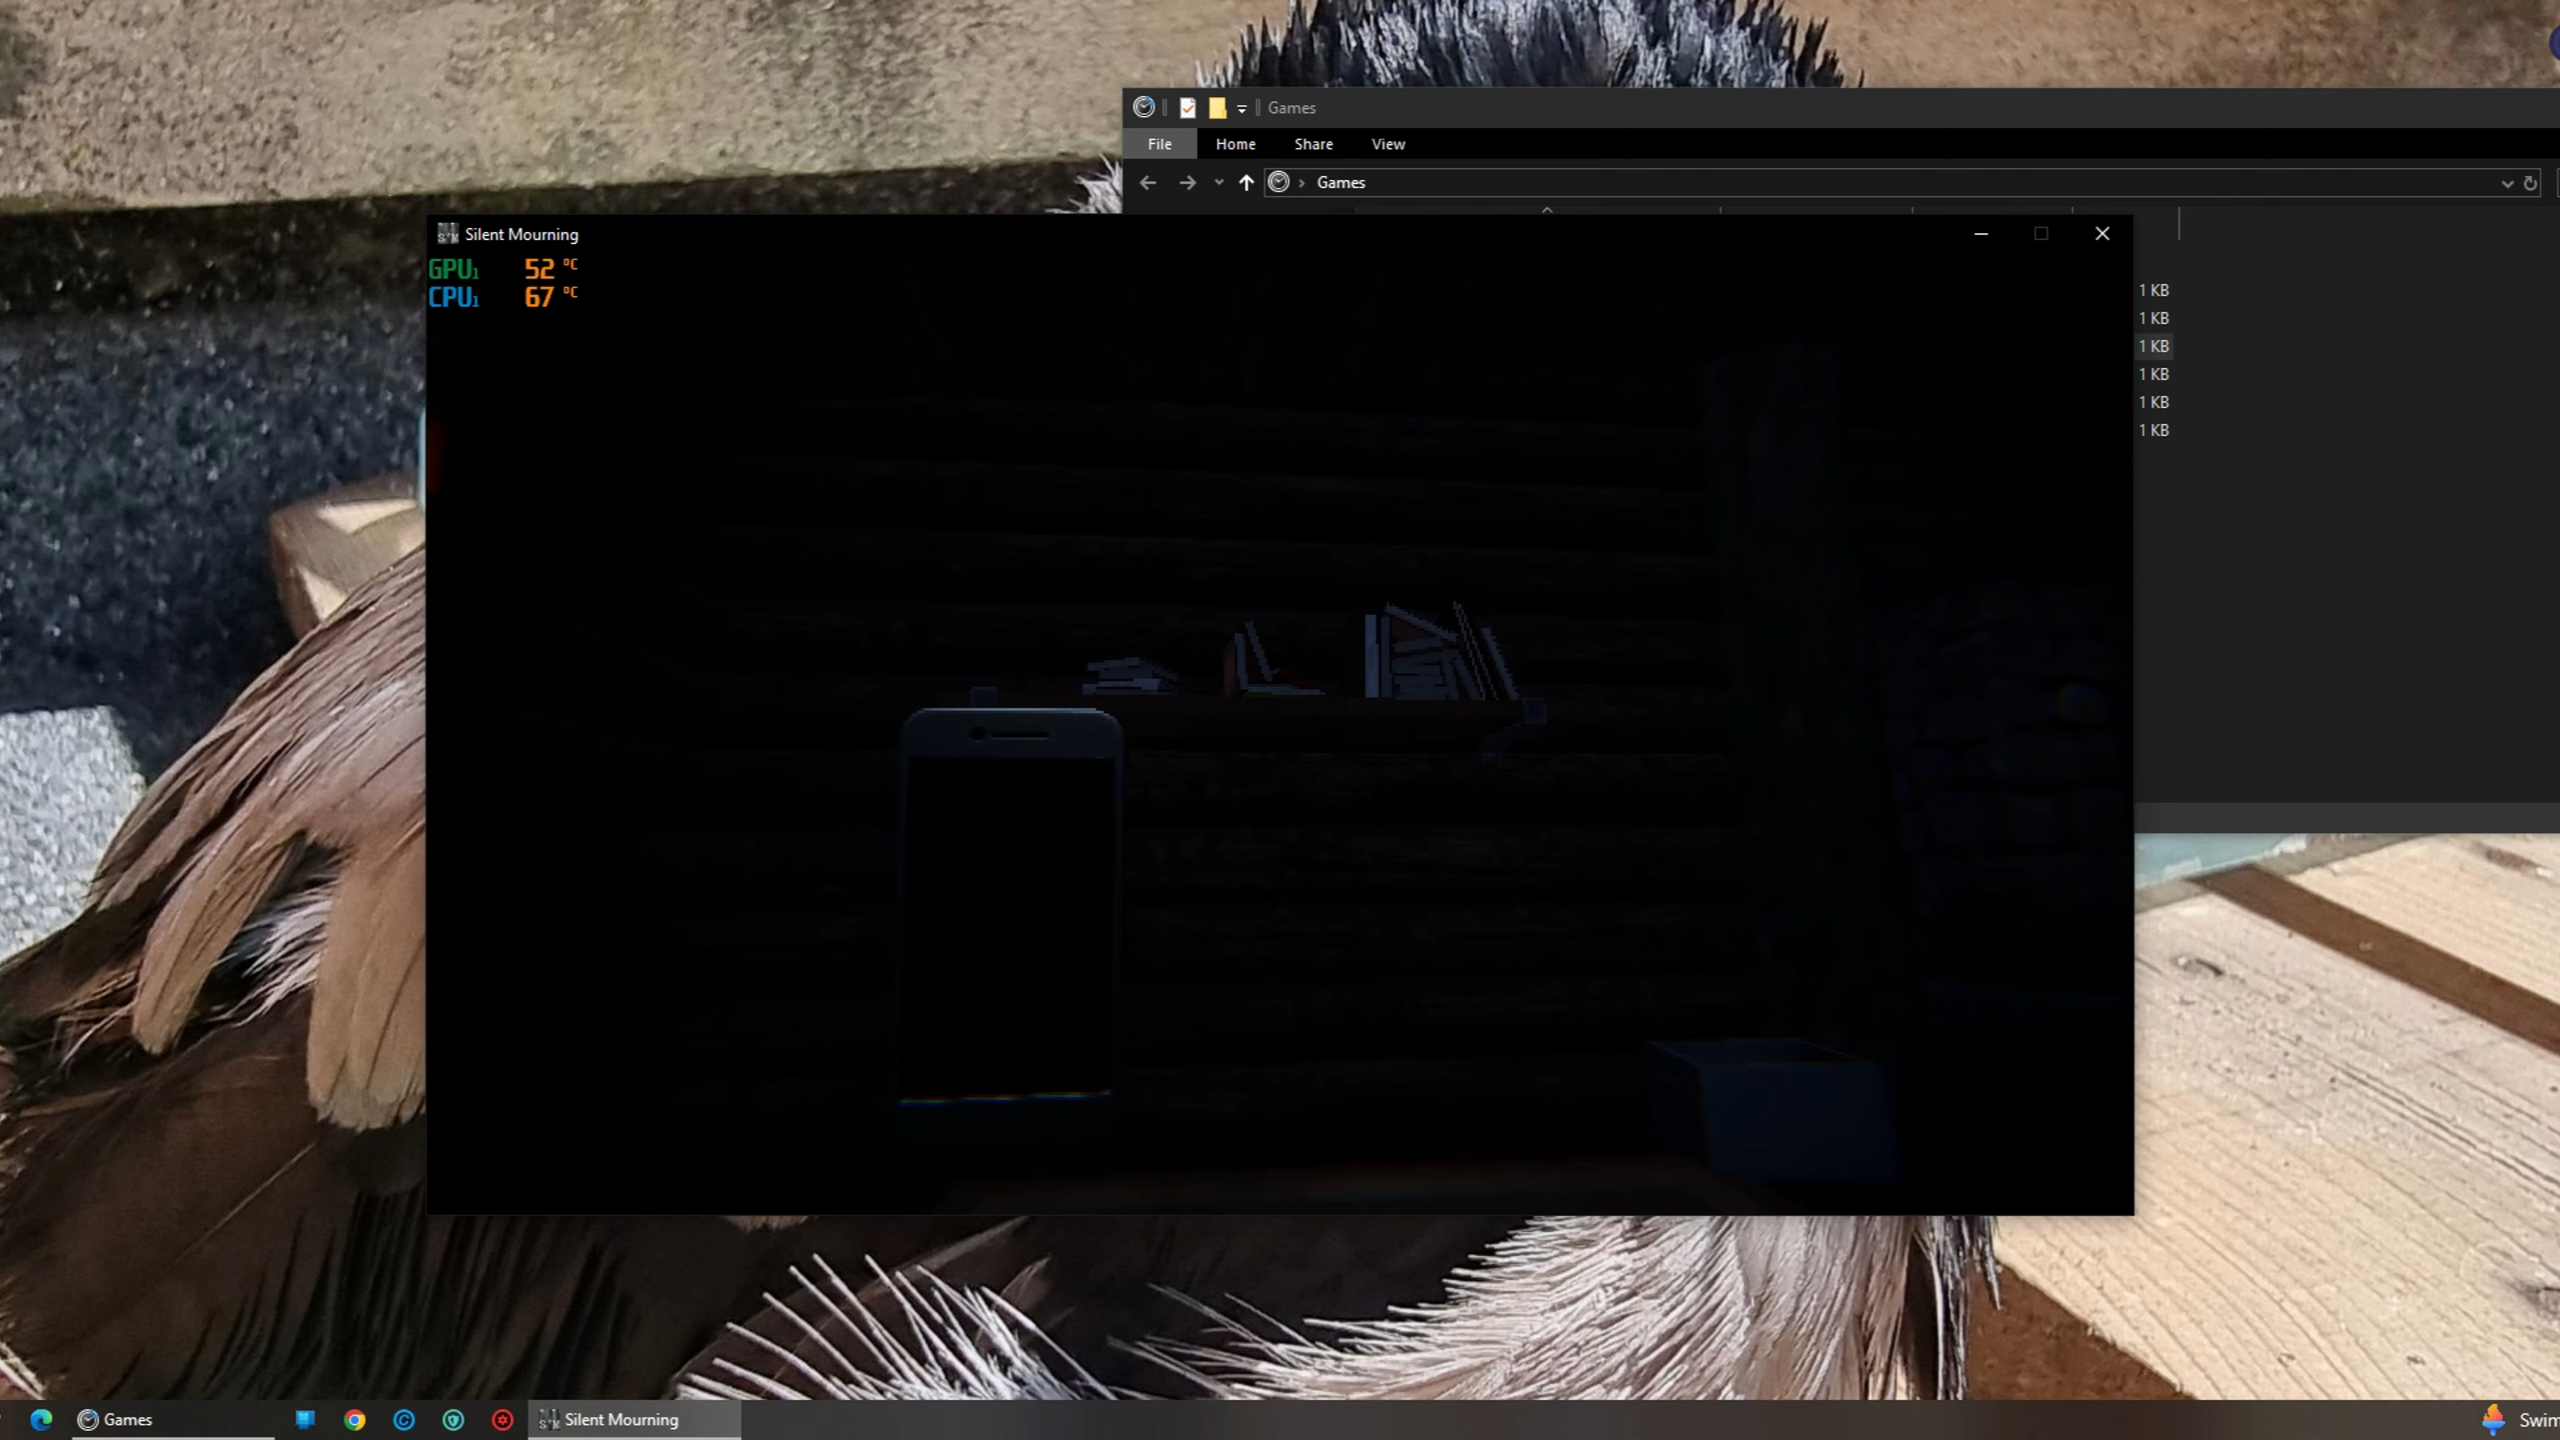 Games
File Home Share View
Games
Silent Mourning
GPU1 52 °C
CPU1 67 °C
1 KB
1 KB
1 KB
1 KB
1 KB
1 KB
Games
Silent Mourning
Swim